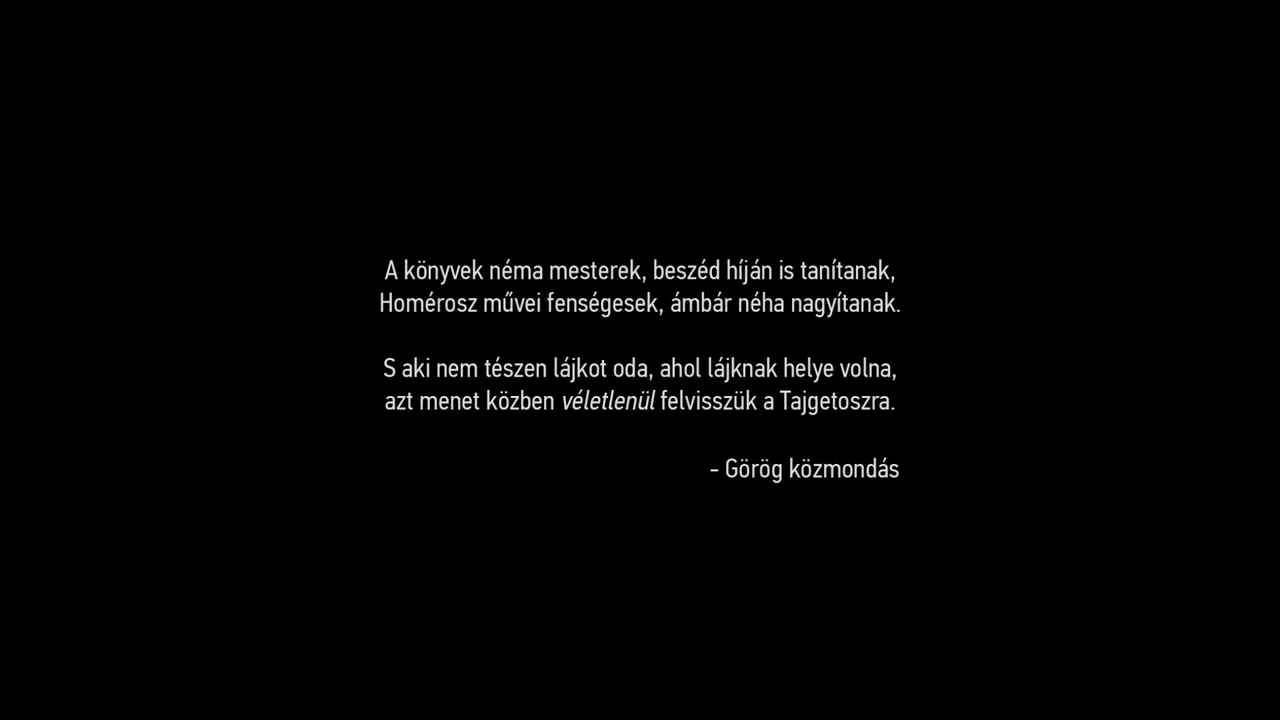 A könyvek néma mesterek, beszéd híján is tanítanak,
Homérosz művei fenségesek, ámbár néha nagyítanak.
S aki nem tészen lájkot oda, ahol lájknak helye volna,
azt menet közben véletlenül felvisszük a Tajgetoszra.
- Görög közmondás